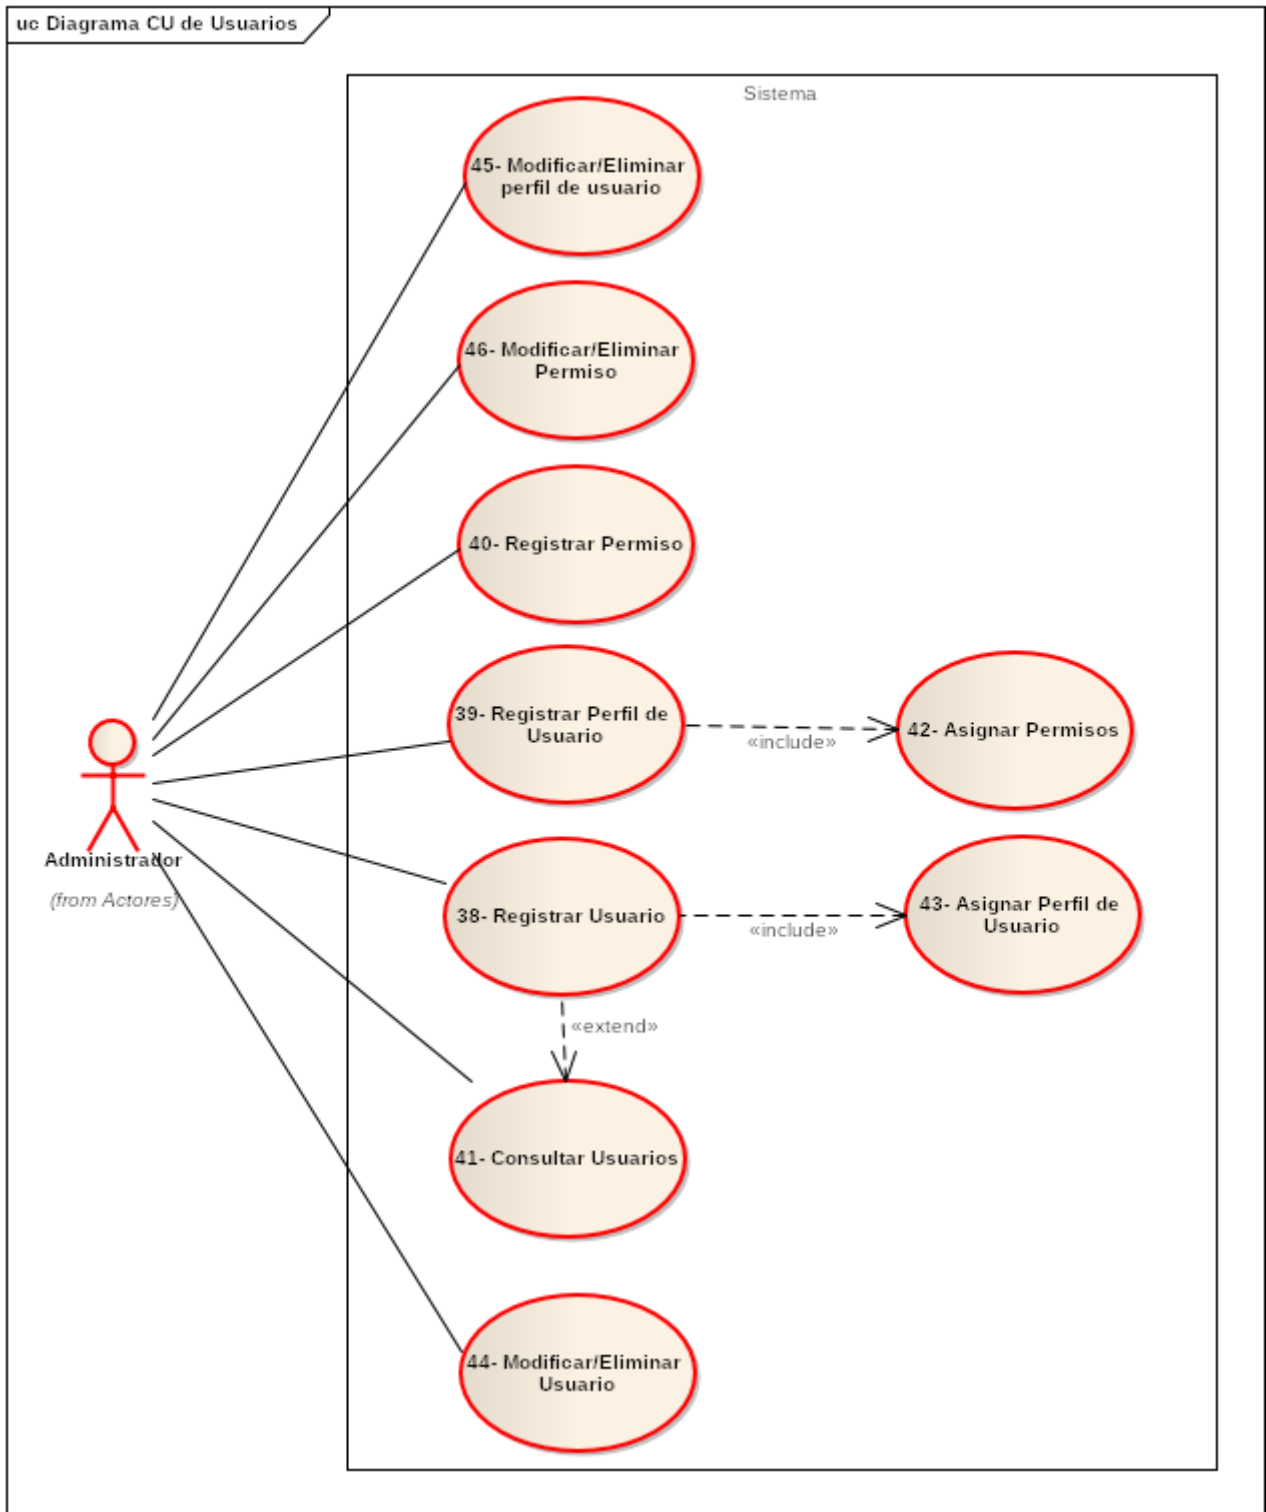 uc Diagrama CU de Usuarios
Sistema
45- Modificar/Eliminar
perfil de usuario
46- Modificar/Eliminar
Permiso
40- Registrar Permiso
39- Registrar Perfil de
Usuario
«include»
42- Asignar Permisos
Administrador
(from Actores)
38- Registrar Usuario
«include»
43- Asignar Perfil de
Usuario
«extend»
41- Consultar Usuarios
44- Modificar/Eliminar
Usuario